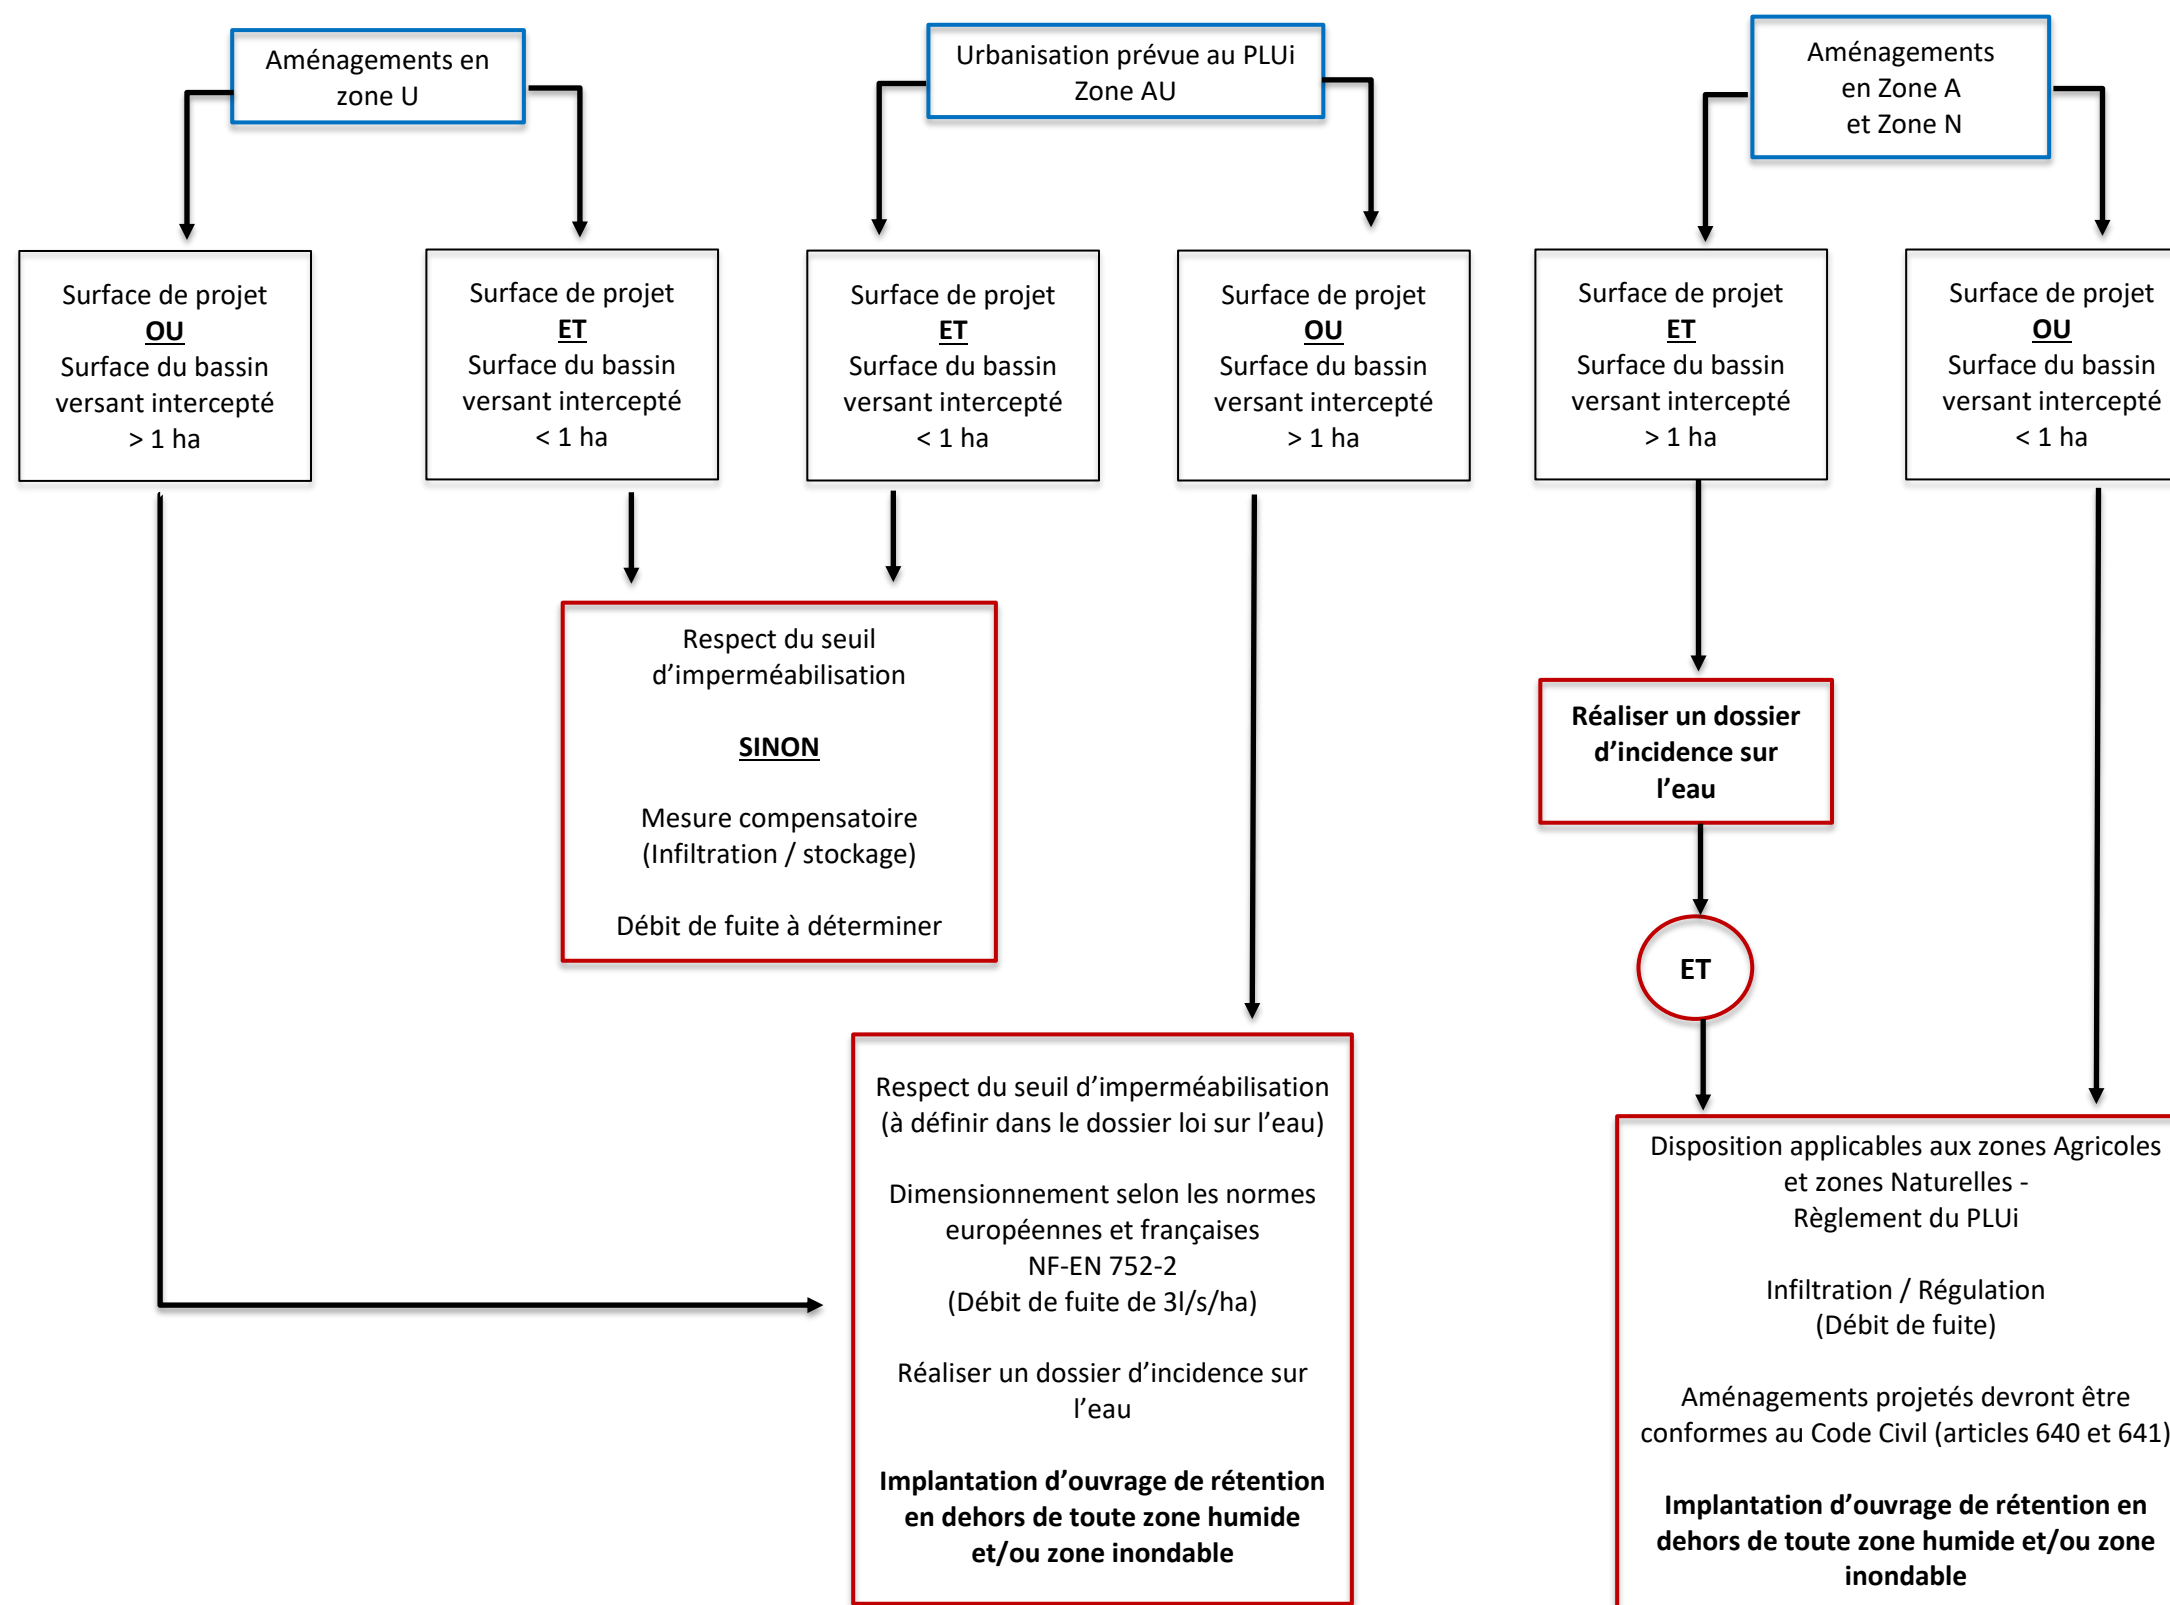 Aménagements en
zone U
Urbanisation prévue au PLUi
Zone AU
Aménagements
en Zone A
et Zone N
Surface de projet
OU
Surface du bassin
versant intercepté
> 1 ha
Surface de projet
ET
Surface du bassin
versant intercepté
< 1 ha
Surface de projet
ET
Surface du bassin
versant intercepté
< 1 ha
Surface de projet
OU
Surface du bassin
versant intercepté
> 1 ha
Surface de projet
ET
Surface du bassin
versant intercepté
> 1 ha
Surface de projet
OU
Surface du bassin
versant intercepté
< 1 ha
Respect du seuil
d’imperméabilisation
SINON
Mesure compensatoire
(Infiltration / stockage)
Débit de fuite à déterminer
Réaliser un dossier
d’incidence sur
l’eau
ET
Respect du seuil d’imperméabilisation
(à définir dans le dossier loi sur l’eau)
Dimensionnement selon les normes
européennes et françaises
NF-EN 752-2
(Débit de fuite de 3l/s/ha)
Réaliser un dossier d’incidence sur
l’eau
Implantation d’ouvrage de rétention
en dehors de toute zone humide
et/ou zone inondable
Disposition applicables aux zones Agricoles
et zones Naturelles -
Règlement du PLUi
Infiltration / Régulation
(Débit de fuite)
Aménagements projetés devront être
conformes au Code Civil (articles 640 et 641)
Implantation d’ouvrage de rétention en
dehors de toute zone humide et/ou zone
inondable